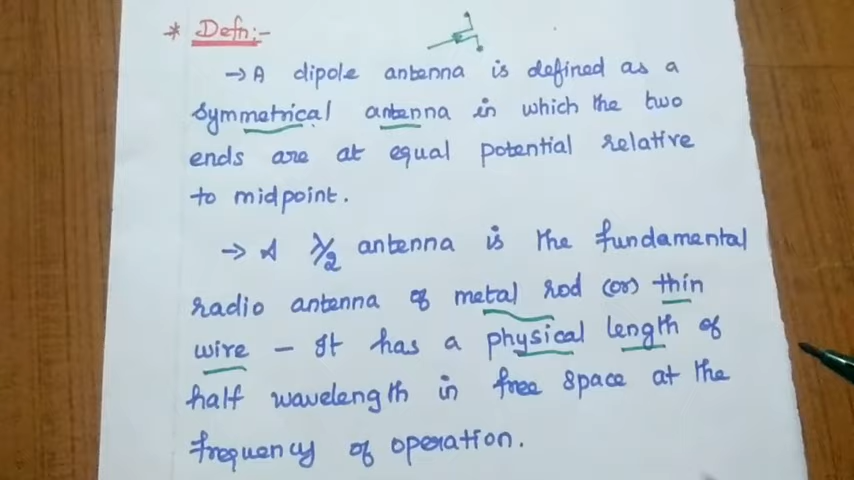 * Defn:-
→ A dipole antenna is defined as a
symmetrical antenna in which the two
ends are at equal potential relative
to midpoint.
→ A λ/2 antenna is the fundamental
radio antenna of metal rod (or) thin
wire - It has a physical length of
half wavelength in free space at the
frequency of operation.